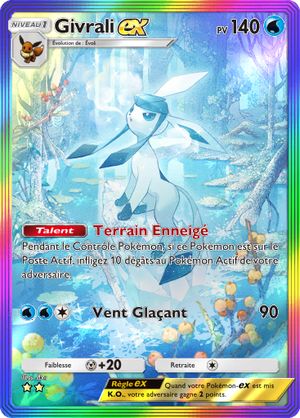 NIVEAU 1 Givrali ex PV 140
Évolution de : Évoli
Talent Terrain Enneigé
Pendant le Contrôle Pokémon, si ce Pokémon est sur le
Poste Actif, infligez 10 dégâts au Pokémon Actif de votre
adversaire.
Vent Glaçant 90
Faiblesse +20 Retraite
Règle ex Quand votre Pokémon-ex est mis
K.O., votre adversaire gagne 2 points.